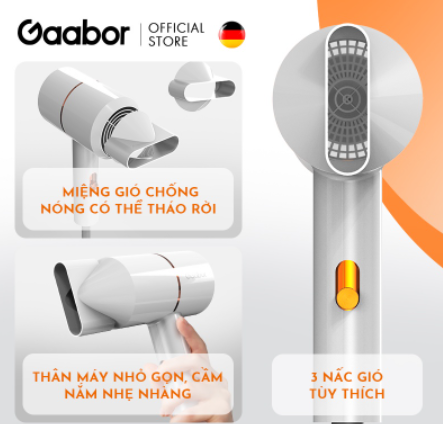 Gaabor
OFFICIAL
STORE
MIỆNG GIÓ CHỐNG
NÓNG CÓ THỂ THÁO RỜI
THÂN MÁY NHỎ GỌN, CẦM
NẮM NHẸ NHÀNG
3 NẤC GIÓ
TÙY THÍCH